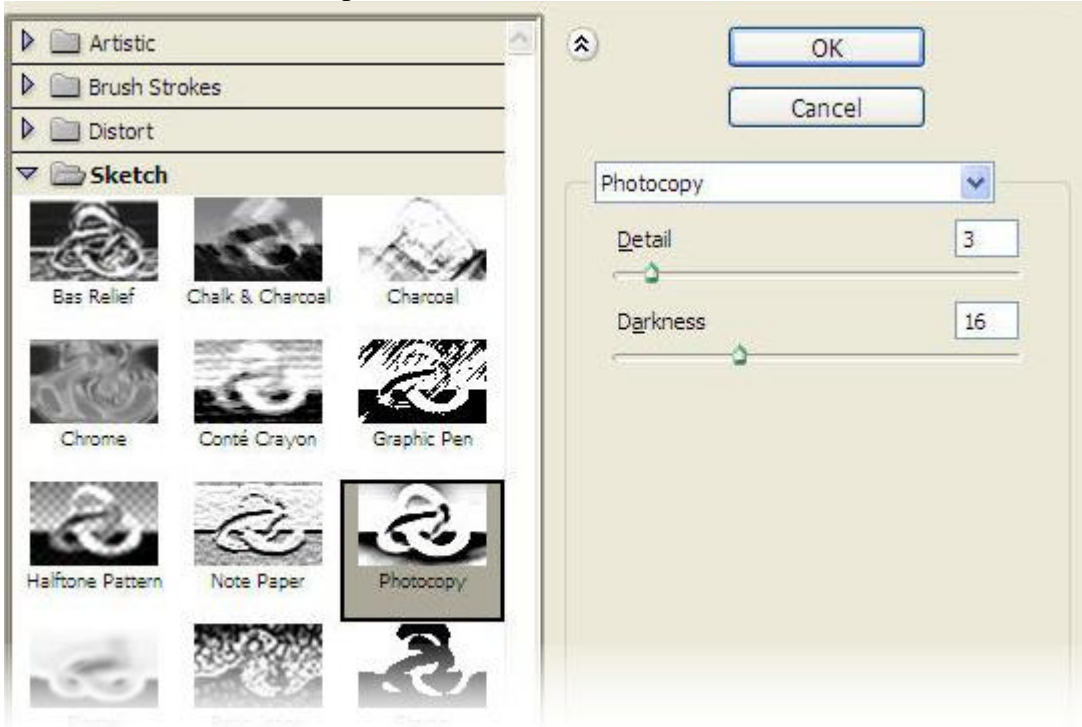 Artistic
Brush Strokes
Distort
Sketch
Bas Relief
Chalk & Charcoal
Charcoal
Chrome
Conté Crayon
Graphic Pen
Halftone Pattern
Note Paper
Photocopy
OK
Cancel
Photocopy
Detail
3
Darkness
16